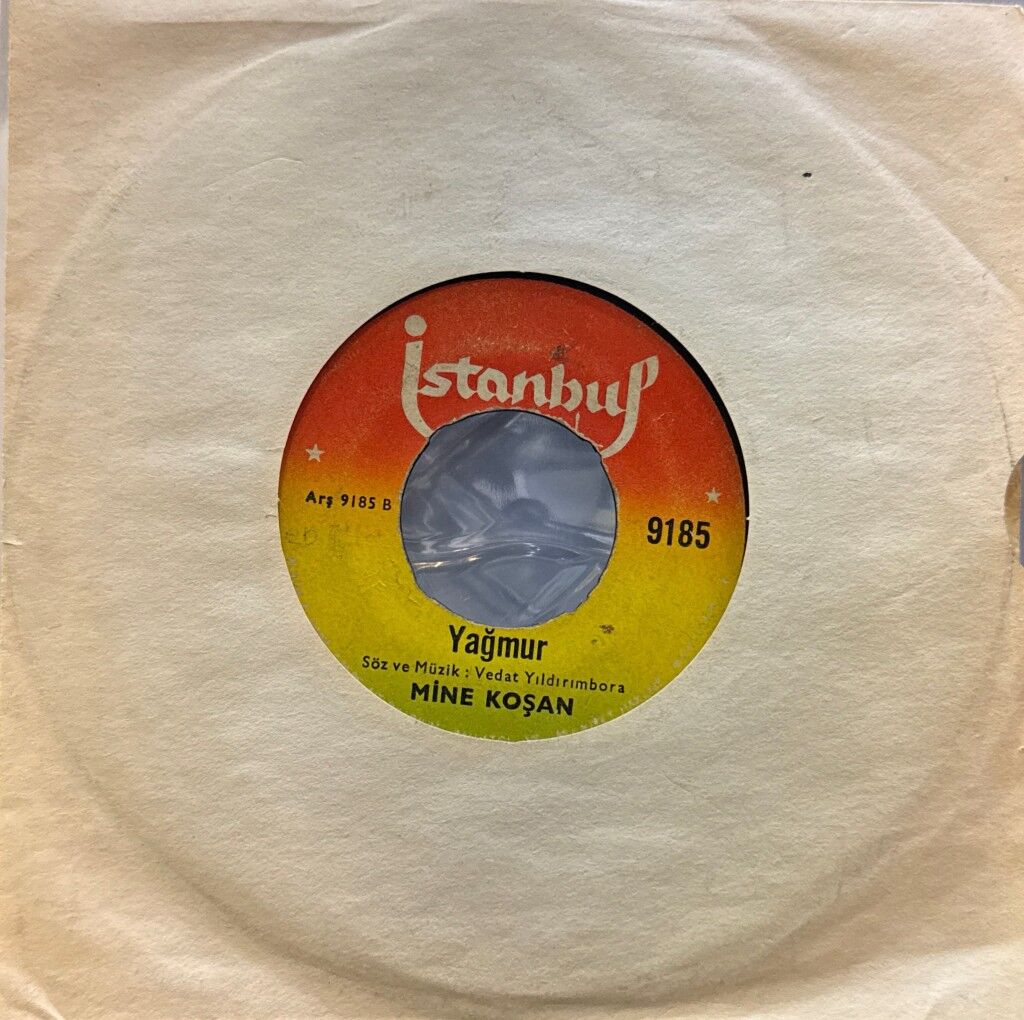 istanbul
Arş 9185 B
9185
Yağmur
Söz ve Müzik : Vedat Yıldırımbora
MİNE KOŞAN